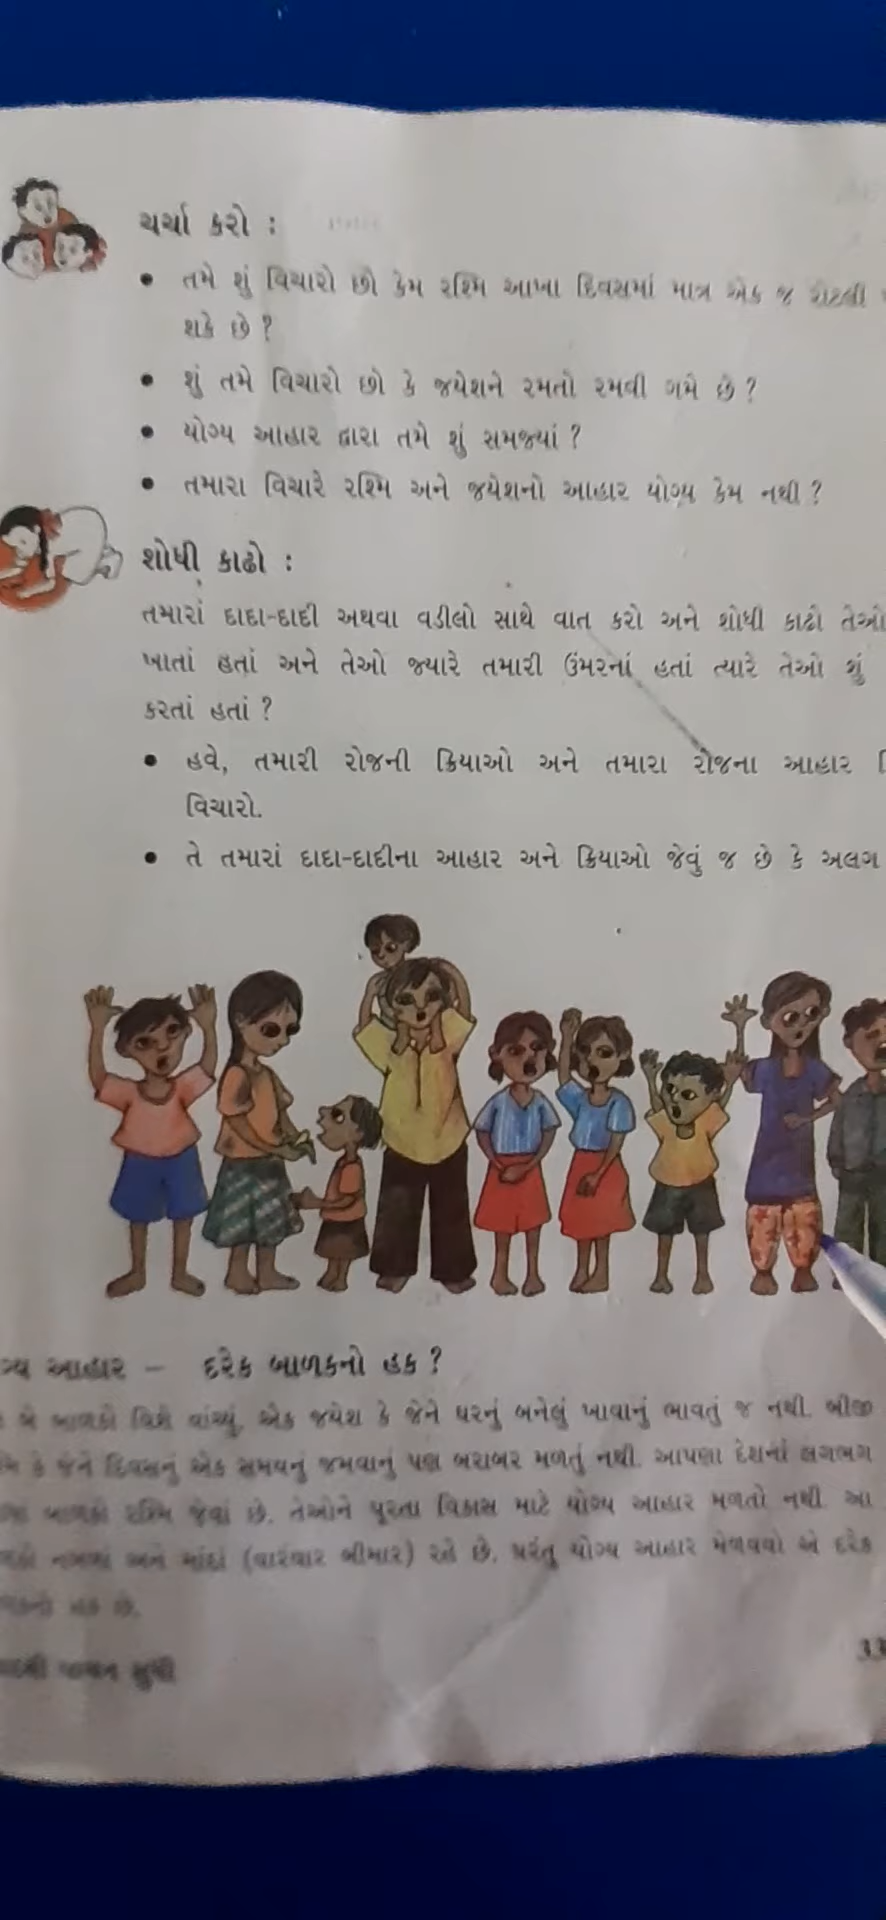 ચર્ચા કરો :
• તમે શું વિચારો છો કેમ રશ્મિ આખા દિવસમાં માત્ર એક જ રોટલી
શકે છે ?
• શું તમે વિચારો છો કે જયેશને રમતો રમવી ગમે છે ?
• યોગ્ય આહાર દ્વારા તમે શું સમજ્યાં ?
• તમારા વિચારે રશ્મિ અને જયેશનો આહાર યોગ્ય કેમ નથી ?
શોધી કાઢો :
તમારાં દાદા-દાદી અથવા વડીલો સાથે વાત કરો અને શોધી કાઢો તેઓ
ખાતાં હતાં અને તેઓ જ્યારે તમારી ઉંમરનાં હતાં ત્યારે તેઓ શું
કરતાં હતાં ?
• હવે, તમારી રોજની ક્રિયાઓ અને તમારા રોજના આહાર
વિચારો.
• તે તમારાં દાદા-દાદીના આહાર અને ક્રિયાઓ જેવું જ છે કે અલગ
આહાર – દરેક બાળકનો હક ?
બે બાળકો વિશે વાંચ્યું, એક જયેશ કે જેને ઘરનું બનેલું ખાવાનું ભાવતું જ નથી. બીજી
કે જેને દિવસનું એક સમયનું જમવાનું પણ બરાબર મળતું નથી. આપણા દેશનાં લગભગ
બાળકો રશ્મિ જેવાં છે. તેઓને પૂરતા વિકાસ માટે યોગ્ય આહાર મળતો નથી. આ
અને માંદાં (વારંવાર બીમાર) રહે છે. પરંતુ યોગ્ય આહાર મેળવવો એ દરેક
હક છે.
સુધી